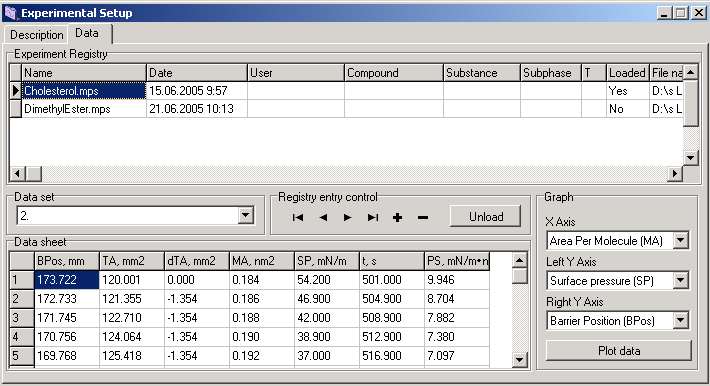 Experimental Setup
Description Data
Experiment Registry
Name Date User Compound Substance Subphase T Loaded File na
Cholesterol.mps 15.06.2005 9:57 Yes D:\s L
DimethylEster.mps 21.06.2005 10:13 No D:\s L
Data set
2.
Registry entry control
Unload
Data sheet
BPos, mm TA, mm2 dTA, mm2 MA, nm2 SP, mN/m t, s PS, mN/m•n
1 173.722 120.001 0.000 0.184 54.200 501.000 9.946
2 172.733 121.355 -1.354 0.186 46.900 504.900 8.704
3 171.745 122.710 -1.354 0.188 42.000 508.900 7.882
4 170.756 124.064 -1.354 0.190 38.900 512.900 7.380
5 169.768 125.418 -1.354 0.192 37.000 516.900 7.097
Graph
X Axis
Area Per Molecule (MA)
Left Y Axis
Surface pressure (SP)
Right Y Axis
Barrier Position (BPos)
Plot data